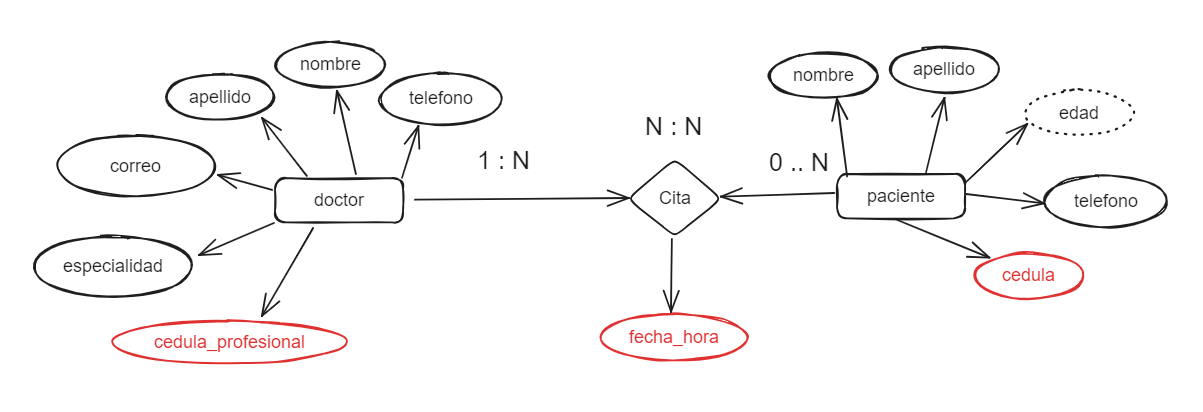 nombre
apellido
telefono
correo
doctor
especialidad
cedula_profesional
1 : N
N : N
0 .. N
Cita
fecha_hora
nombre
apellido
edad
paciente
telefono
cedula